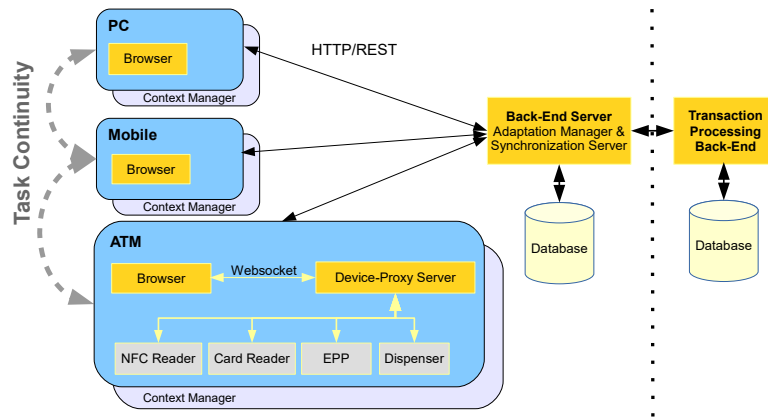 PC
Browser
Context Manager
HTTP/REST
Task Continuity
Mobile
Browser
Context Manager
Back-End Server
Adaptation Manager &
Synchronization Server
Transaction
Processing
Back-End
Database
Database
ATM
Browser
Websocket
Device-Proxy Server
NFC Reader
Card Reader
EPP
Dispenser
Context Manager